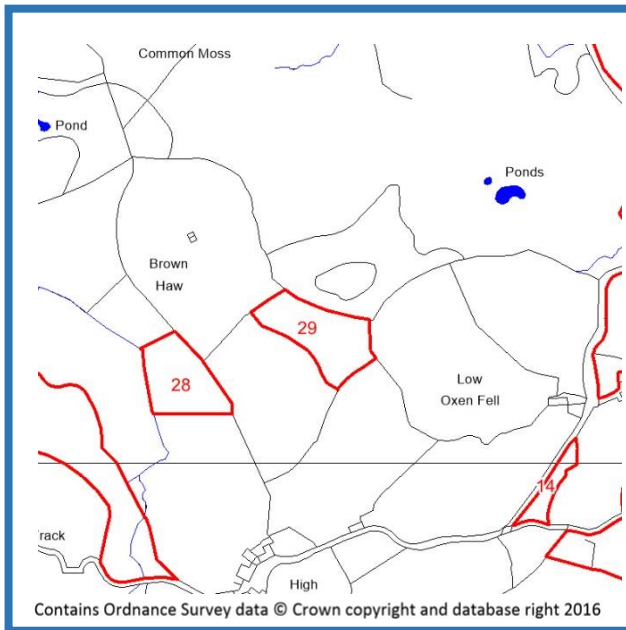 Common Moss
Pond
Ponds
Brown
Haw
29
28
Low
Oxen Fell
14
rack
High
Contains Ordnance Survey data © Crown copyright and database right 2016